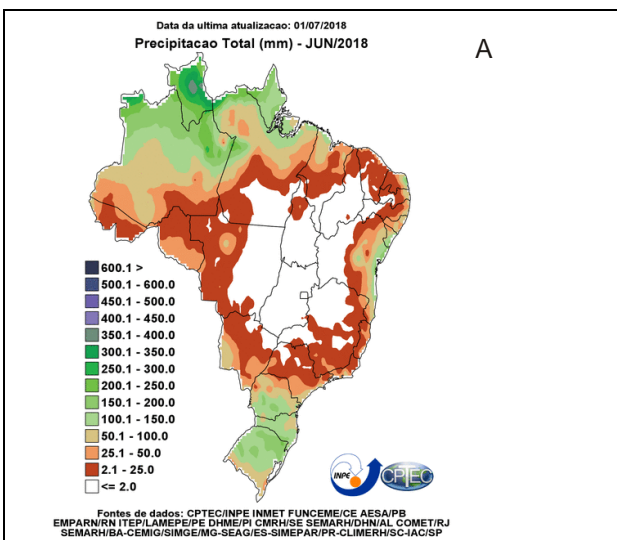 Data da ultima atualizacao: 01/07/2018
Precipitacao Total (mm) - JUN/2018
A
600.1 >
500.1 - 600.0
450.1 - 500.0
400.1 - 450.0
350.1 - 400.0
300.1 - 350.0
250.1 - 300.0
200.1 - 250.0
150.1 - 200.0
100.1 - 150.0
50.1 - 100.0
25.1 - 50.0
2.1 - 25.0
<= 2.0
INPE
CPTEC
Fontes de dados: CPTEC/INPE INMET FUNCEME/CE AESA/PB
EMPARN/RN ITEP/LAMEPE/PE DHME/PI CMRH/SE SEMARH/DHN/AL COMET/RJ
SEMARH/BA-CEMIG/SIMGE/MG-SEAG/ES-SIMEPAR/PR-CLIMERH/SC-IAC/SP